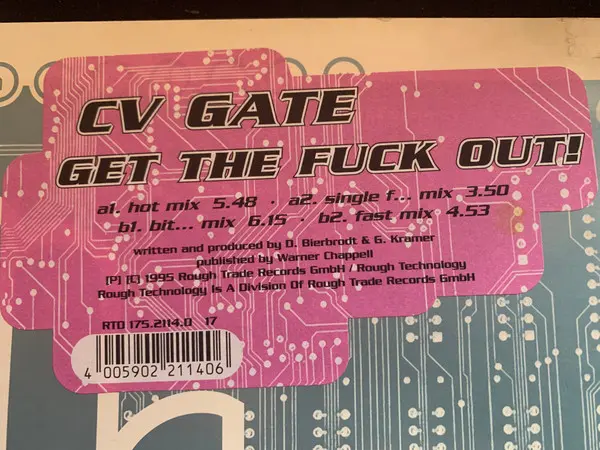 CV GATE
GET THE FUCK OUT!
a1. hot mix 5.48 · a2. single f... mix 3.50
b1. bit... mix 6.15 · b2. fast mix 4.53
written and produced by D. Bierbrodt & G. Kramer
published by Warner Chappell
[P] [C] 1995 Rough Trade Records GmbH / Rough Technology
Rough Technology Is A Division Of Rough Trade Records GmbH
RTD 175.2114.0 17
4 005902 211406